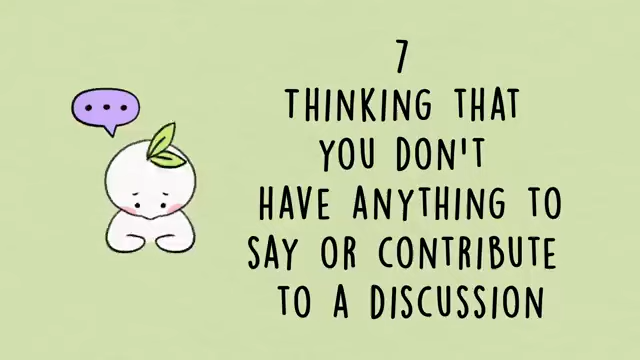 7
THINKING THAT
YOU DON'T
HAVE ANYTHING TO
SAY OR CONTRIBUTE
TO A DISCUSSION